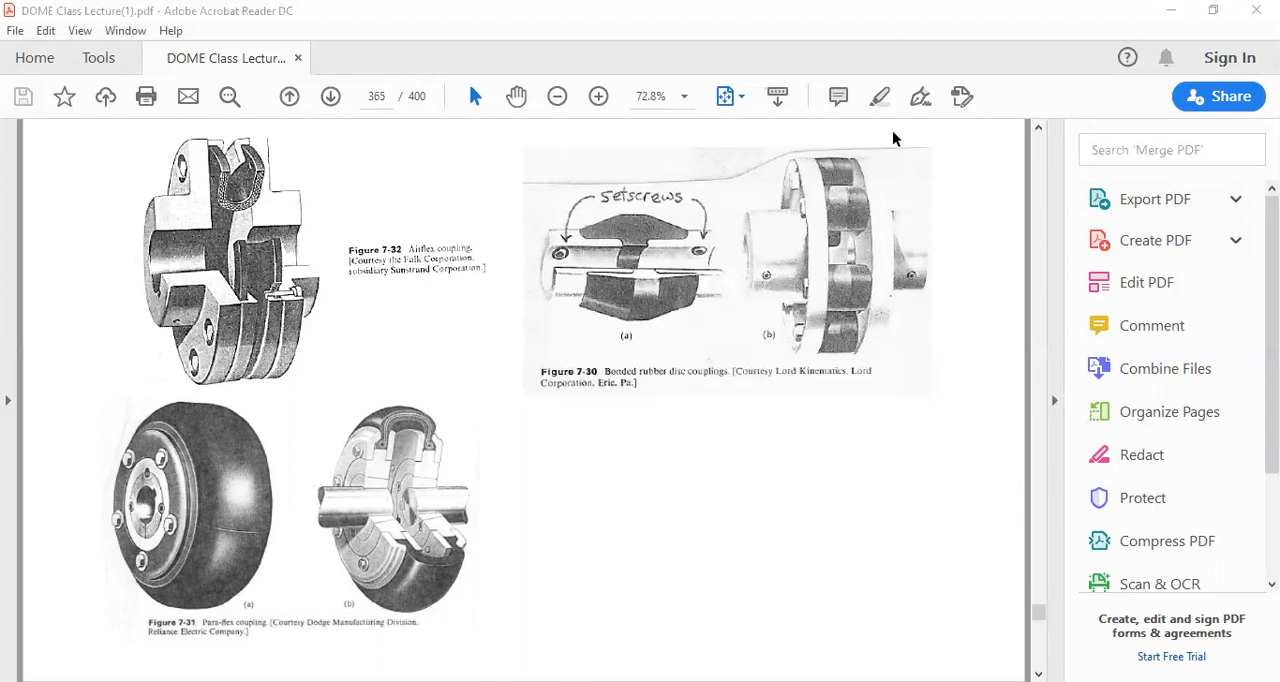 DOME Class Lecture(1).pdf - Adobe Acrobat Reader DC
File Edit View Window Help
Home Tools DOME Class Lectur... × Sign In
365 / 400 72.8% Share
Search 'Merge PDF'
Export PDF
Create PDF
Edit PDF
Comment
Combine Files
Organize Pages
Redact
Protect
Compress PDF
Scan & OCR
Create, edit and sign PDF
forms & agreements
Start Free Trial
Figure 7-32 Airflex coupling.
[Courtesy the Falk Corporation,
subsidiary Sunstrand Corporation.]
setscrews
(a) (b)
Figure 7-30 Bonded rubber disc couplings. [Courtesy Lord Kinematics, Lord
Corporation, Erie, Pa.]
(a) (b)
Figure 7-31 Para-flex coupling. [Courtesy Dodge Manufacturing Division,
Reliance Electric Company.]